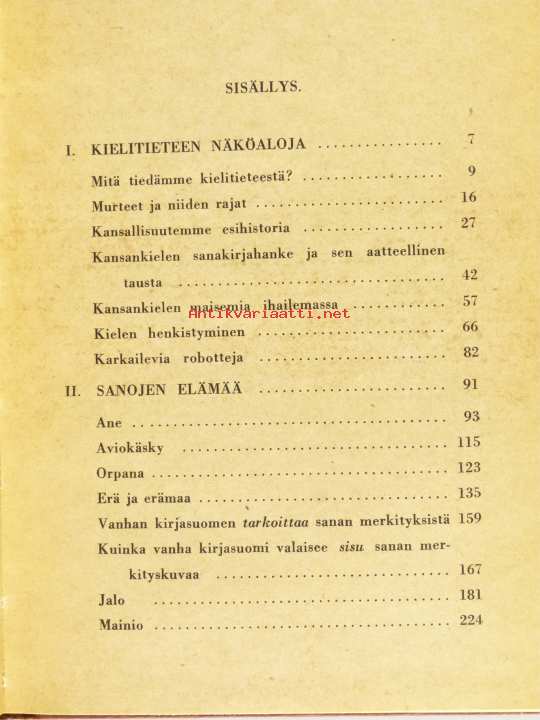 SISÄLLYS.
I. KIELITIETEEN NÄKÖALOJA ................ 7
Mitä tiedämme kielitieteestä? .................. 9
Murteet ja niiden rajat ........................ 16
Kansallisuutemme esihistoria .................. 27
Kansankielen sanakirjahanke ja sen aatteellinen
tausta .................................. 42
Kansankielen maisemia ihailemassa ............ 57
Antikvariaatti.net
Kielen henkistyminen ........................ 66
Karkailevia robotteja ........................ 82
II. SANOJEN ELÄMÄÄ ........................ 91
Ane ........................................ 93
Aviokäsky .................................. 115
Orpana ...................................... 123
Erä ja erämaa ................................ 135
Vanhan kirjasuomen tarkoittaa sanan merkityksistä 159
Kuinka vanha kirjasuomi valaisee sisu sanan mer-
kityskuvaa .............................. 167
Jalo ...................................... 181
Mainio ...................................... 224